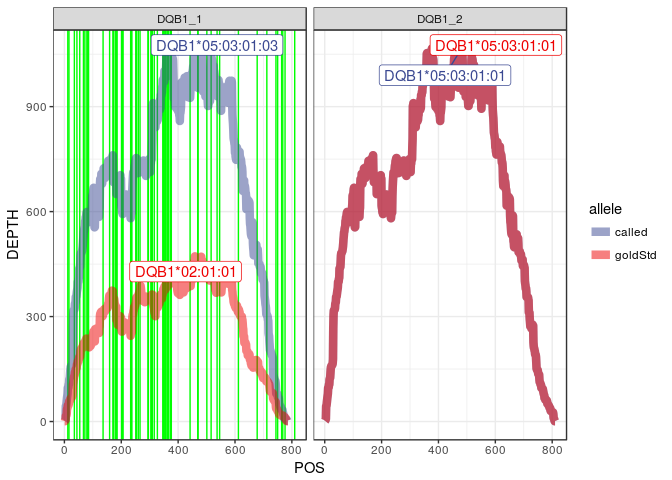 DQB1_1
DQB1_2
DQB1*05:03:01:03
DQB1*05:03:01:01
DQB1*05:03:01:01
DQB1*02:01:01
DEPTH
900
600
300
0
0
200
400
600
800
0
200
400
600
800
POS
allele
called
goldStd